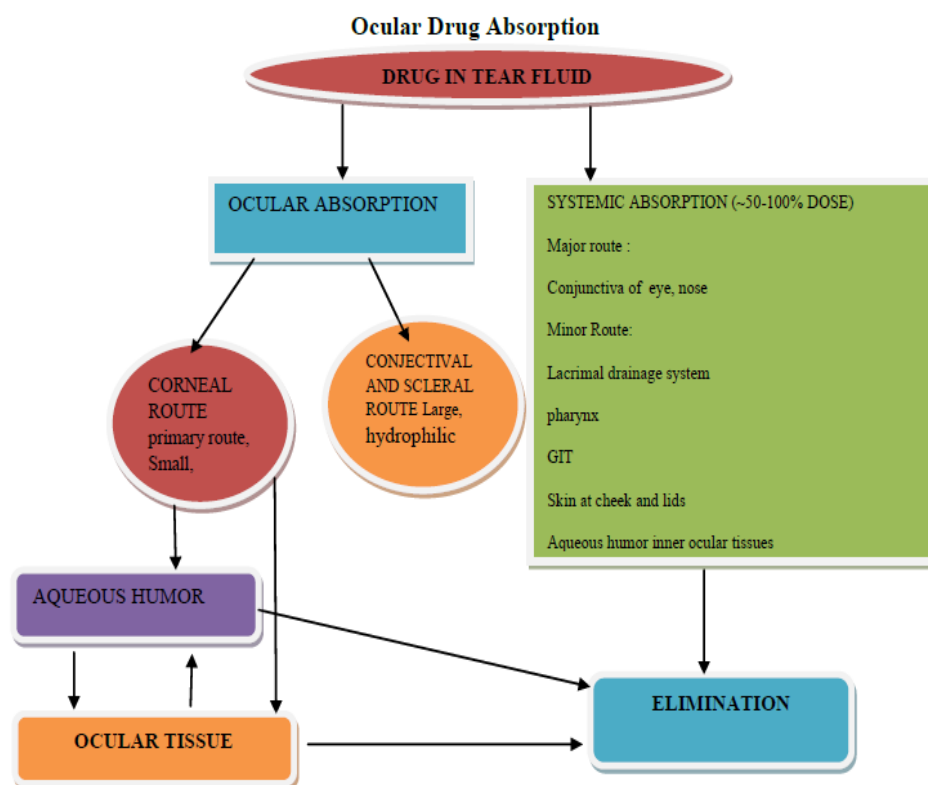 Ocular Drug Absorption
DRUG IN TEAR FLUID
OCULAR ABSORPTION
SYSTEMIC ABSORPTION (~50-100% DOSE)
Major route :
Conjunctiva of eye, nose
Minor Route:
Lacrimal drainage system
pharynx
GIT
Skin at cheek and lids
Aqueous humor inner ocular tissues
CORNEAL
ROUTE
primary route,
Small,
CONJECTIVAL
AND SCLERAL
ROUTE Large,
hydrophilic
AQUEOUS HUMOR
OCULAR TISSUE
ELIMINATION